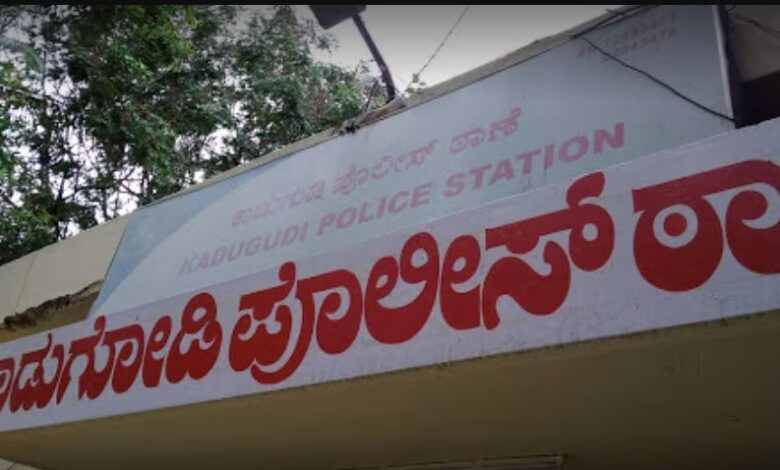 ಕಾಡುಗುಡಿ ಪೊಲೀಸ್ ಠಾಣೆ
KADUGUDI POLICE STATION
ಾಡುಗೋಡಿ ಪೊಲೀಸ್ ಠಾ